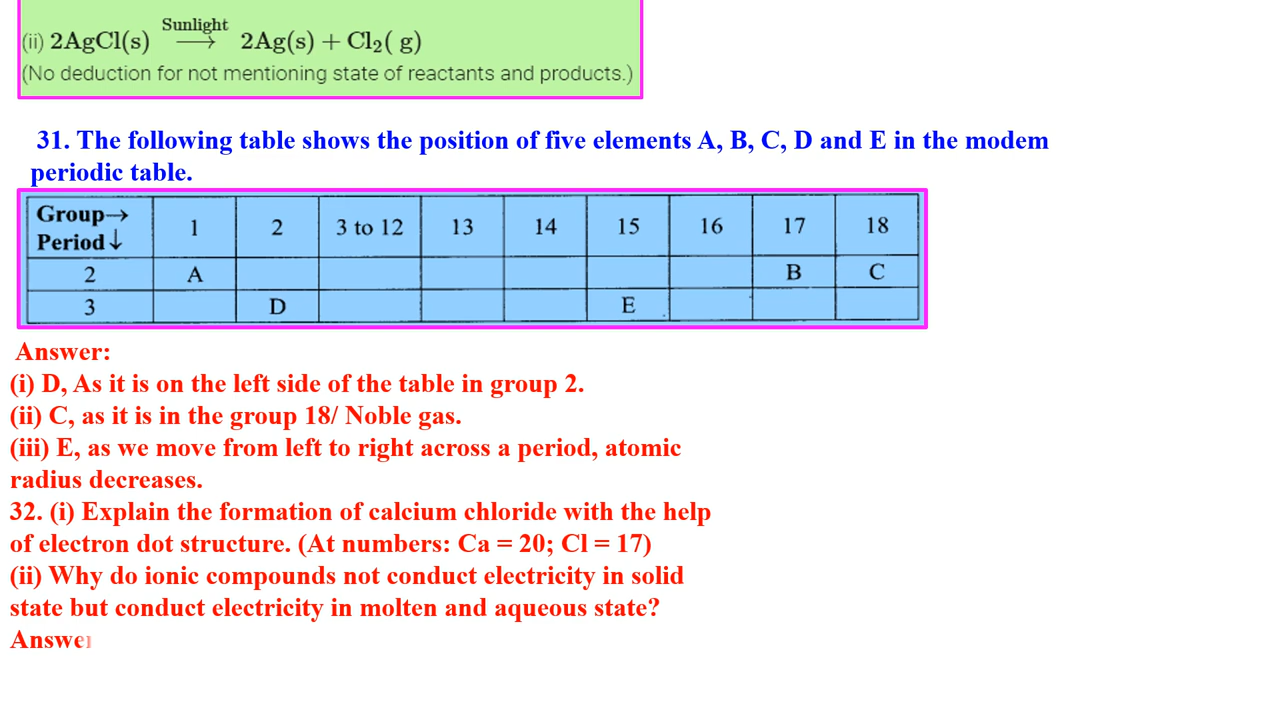 Sunlight
(ii) 2AgCl(s) ⟶ 2Ag(s) + Cl₂( g)
(No deduction for not mentioning state of reactants and products.)
31. The following table shows the position of five elements A, B, C, D and E in the modem
periodic table.
Group→ 1 2 3 to 12 13 14 15 16 17 18
Period↓
2 A B C
3 D E
Answer:
(i) D, As it is on the left side of the table in group 2.
(ii) C, as it is in the group 18/ Noble gas.
(iii) E, as we move from left to right across a period, atomic
radius decreases.
32. (i) Explain the formation of calcium chloride with the help
of electron dot structure. (At numbers: Ca = 20; Cl = 17)
(ii) Why do ionic compounds not conduct electricity in solid
state but conduct electricity in molten and aqueous state?
Answer